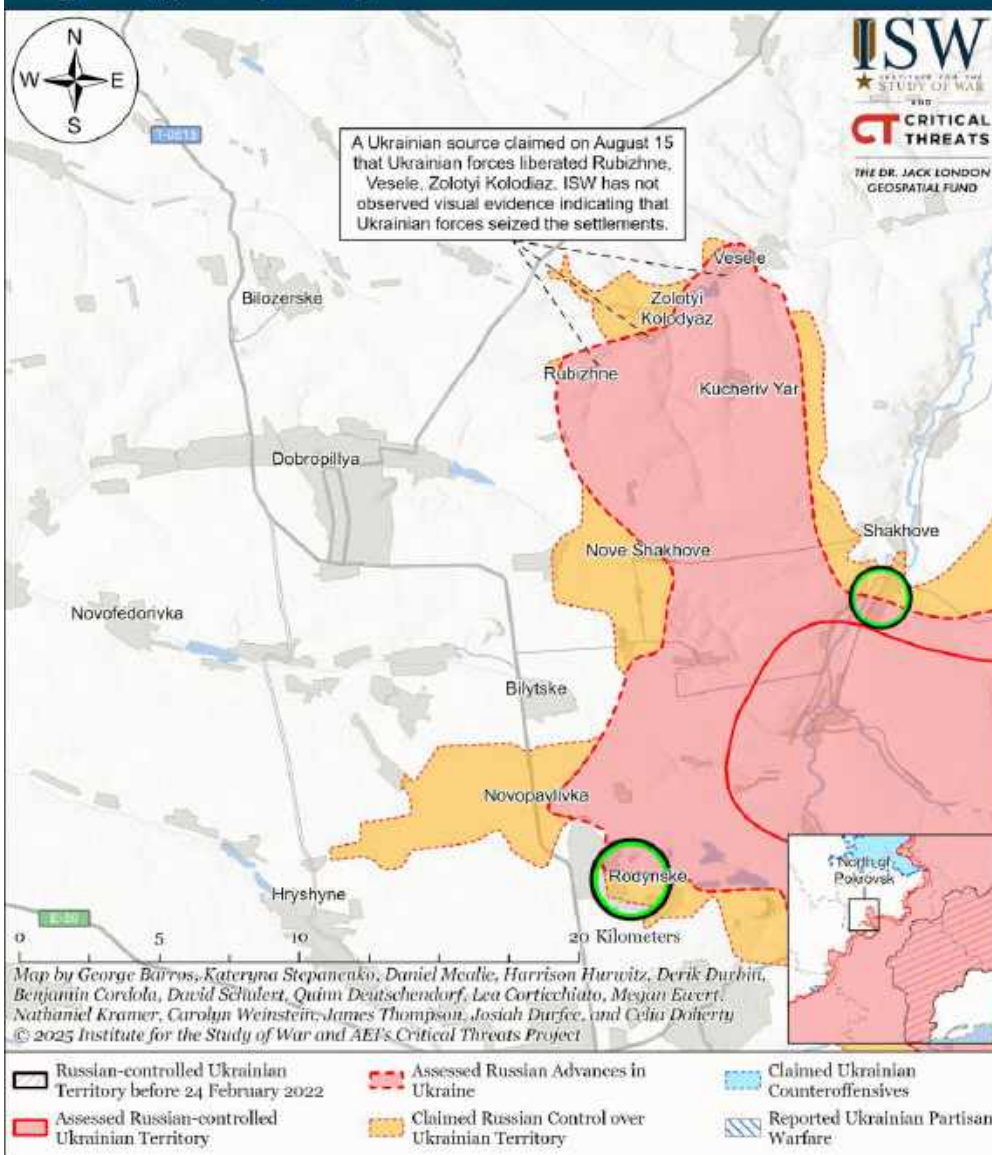 N
W
E
S
ISW
INSTITUTE FOR THE
STUDY OF WAR
AND
CT CRITICAL
THREATS
THE DR. JACK LONDON
GEOSPATIAL FUND
T-0515
A Ukrainian source claimed on August 15
that Ukrainian forces liberated Rubizhne,
Vesele, Zolotyi Kolodiaz. ISW has not
observed visual evidence indicating that
Ukrainian forces seized the settlements.
Vesele
Bilozerske
Zolotyi
Kolodyaz
Rubizhne
Kucheriv Yar
Dobropillya
Shakhove
Nove Shakhove
Novofedorivka
Bilytske
Novopavlivka
Rodynske
Hryshyne
North of
Pokrovsk
E-50
0 5 10 20 Kilometers
Map by George Barros, Kateryna Stepanenko, Daniel Mealie, Harrison Hurwitz, Derik Durbin,
Benjamin Cordola, David Schulert, Quinn Deutschendorf, Lea Corticchiato, Megan Ewert,
Nathaniel Kramer, Carolyn Weinstein, James Thompson, Josiah Durfee, and Celia Doherty
© 2025 Institute for the Study of War and AEI's Critical Threats Project
Russian-controlled Ukrainian
Territory before 24 February 2022
Assessed Russian Advances in
Ukraine
Claimed Ukrainian
Counteroffensives
Assessed Russian-controlled
Ukrainian Territory
Claimed Russian Control over
Ukrainian Territory
Reported Ukrainian Partisan
Warfare